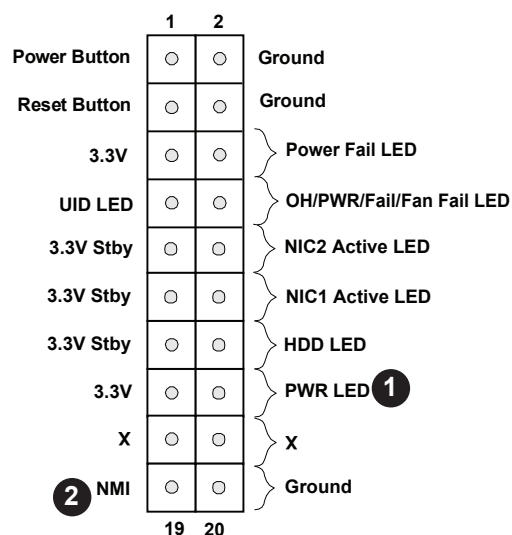 1 2
Power Button Ground
Reset Button Ground
3.3V Power Fail LED
UID LED OH/PWR/Fail/Fan Fail LED
3.3V Stby NIC2 Active LED
3.3V Stby NIC1 Active LED
3.3V Stby HDD LED
3.3V PWR LED 1
X X
2 NMI Ground
19 20